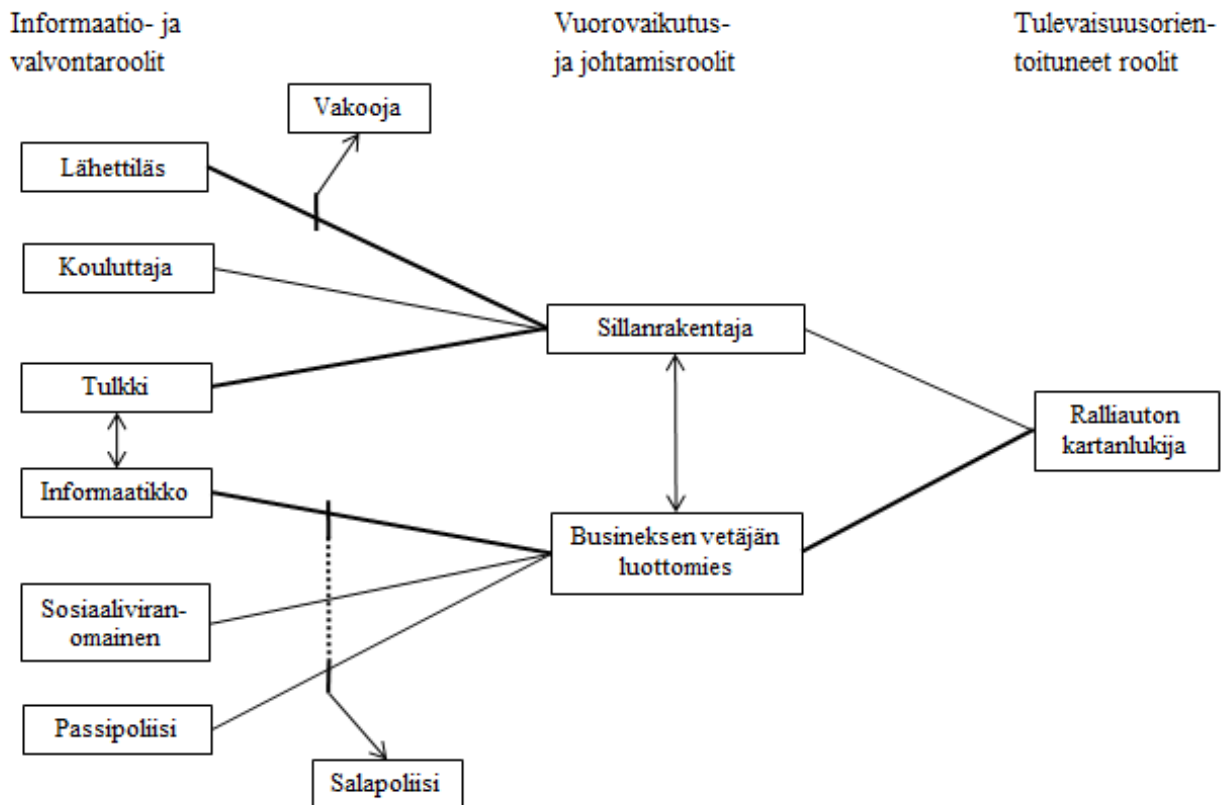 Informaatio- ja
valvontaroolit
Vuorovaikutus-
ja johtamisroolit
Tulevaisuusorien-
toituneet roolit
Vakooja
Lähettiläs
Kouluttaja
Sillanrakentaja
Tulkki
Ralliauton
kartanlukija
Informaatikko
Busineksen vetäjän
luottomies
Sosiaaliviran-
omainen
Passipoliisi
Salapoliisi